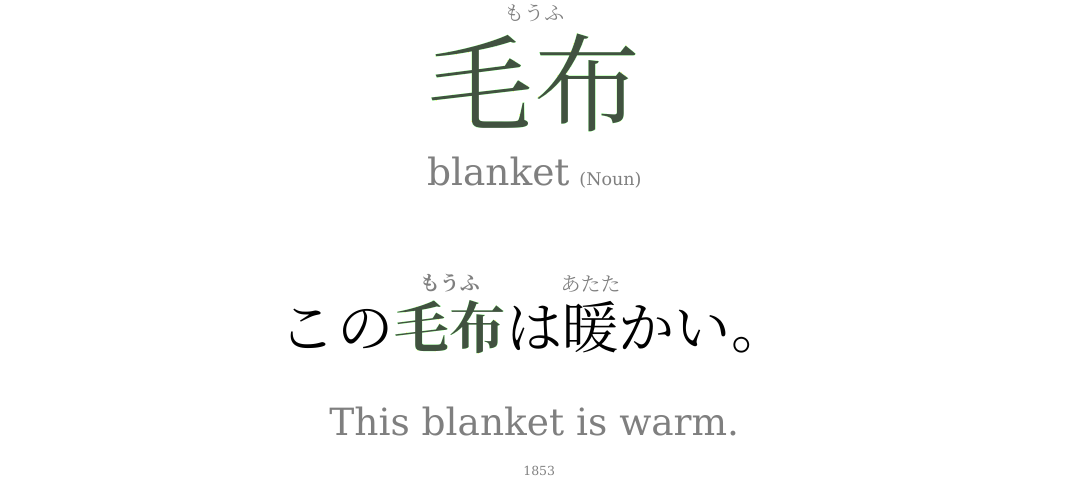 もうふ
毛布
blanket (Noun)
もうふ あたた
この毛布は暖かい。
This blanket is warm.
1853